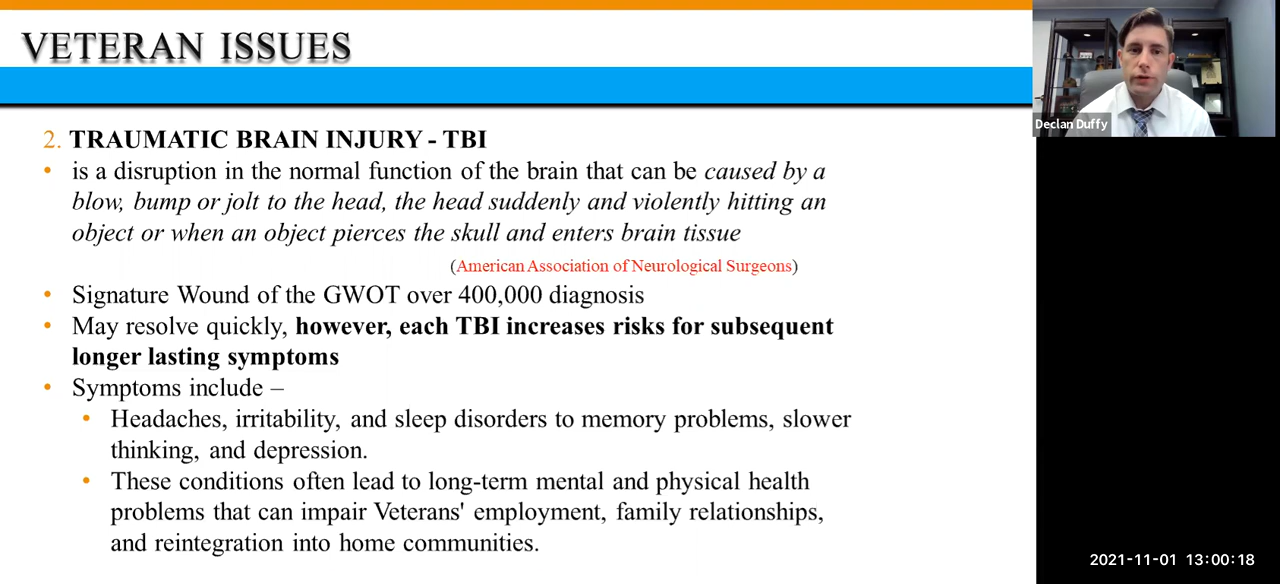 VETERAN ISSUES
Declan Duffy
2. TRAUMATIC BRAIN INJURY - TBI
• is a disruption in the normal function of the brain that can be caused by a
blow, bump or jolt to the head, the head suddenly and violently hitting an
object or when an object pierces the skull and enters brain tissue
(American Association of Neurological Surgeons)
• Signature Wound of the GWOT over 400,000 diagnosis
• May resolve quickly, however, each TBI increases risks for subsequent
longer lasting symptoms
• Symptoms include –
• Headaches, irritability, and sleep disorders to memory problems, slower
thinking, and depression.
• These conditions often lead to long-term mental and physical health
problems that can impair Veterans' employment, family relationships,
and reintegration into home communities.
2021-11-01 13:00:18